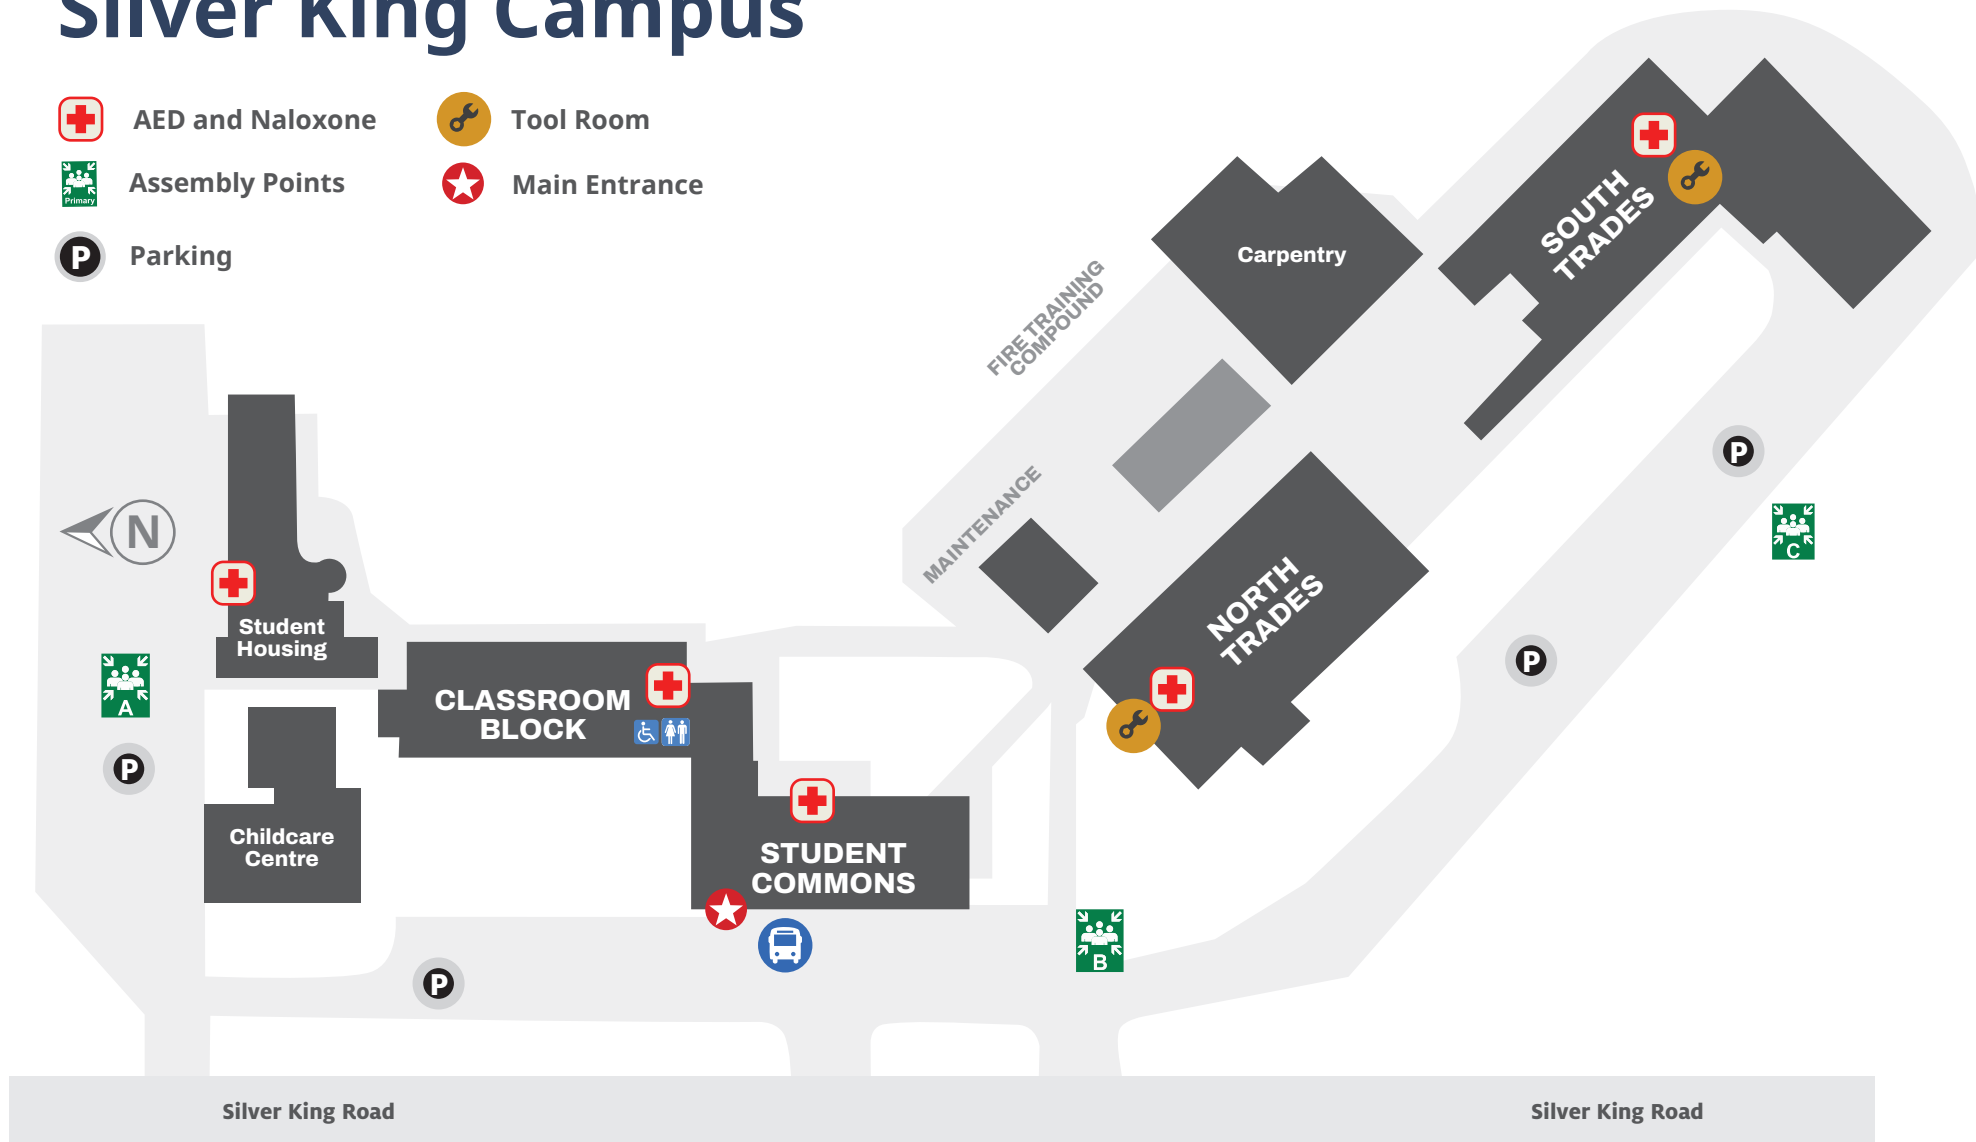 Silver King Campus
AED and Naloxone
Tool Room
Primary
Assembly Points
Main Entrance
P
Parking
SOUTH
TRADES
Carpentry
FIRE TRAINING
COMPOUND
P
MAINTENANCE
N
C
NORTH
TRADES
Student
Housing
P
A
CLASSROOM
BLOCK
P
Childcare
Centre
STUDENT
COMMONS
B
P
Silver King Road
Silver King Road